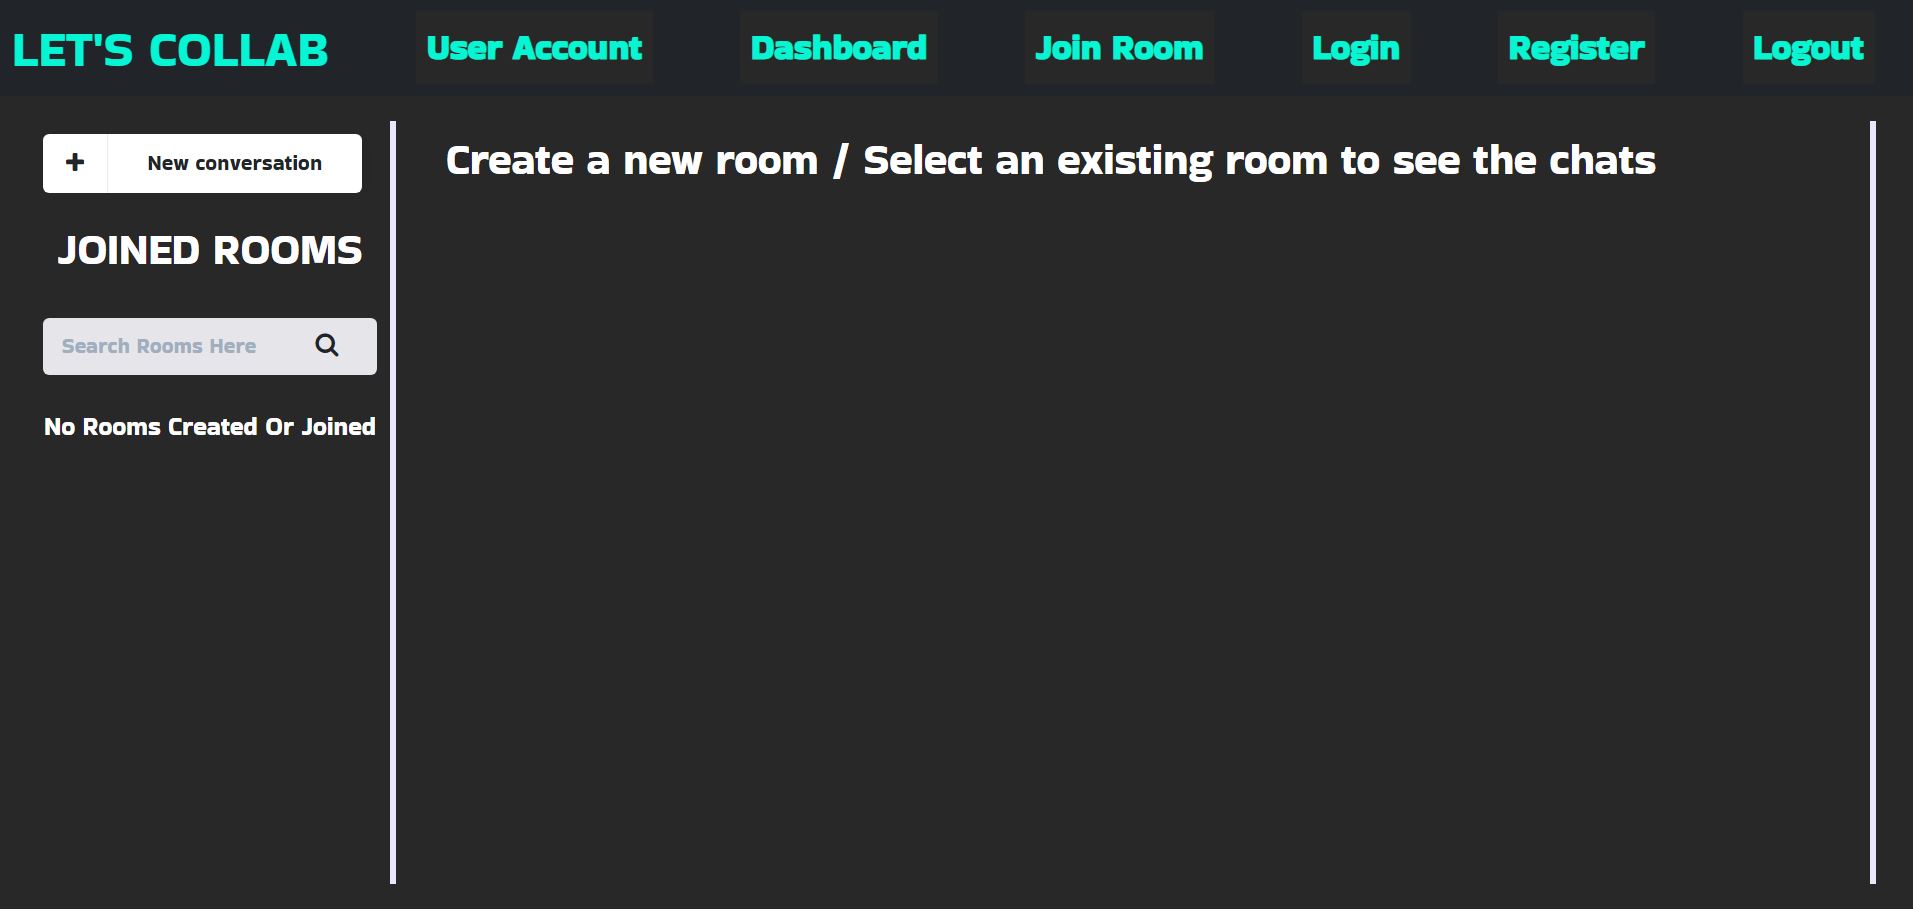 LET'S COLLAB
User Account
Dashboard
Join Room
Login
Register
Logout
New conversation
JOINED ROOMS
Search Rooms Here
No Rooms Created Or Joined
Create a new room / Select an existing room to see the chats